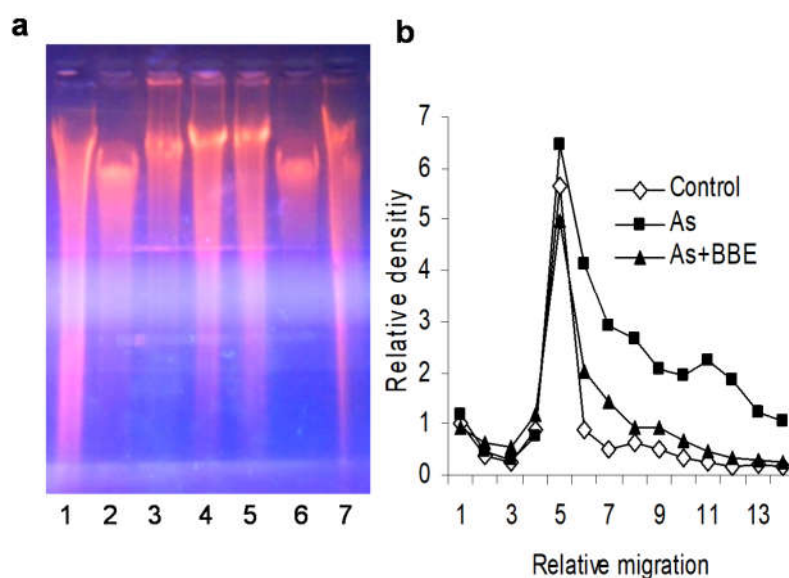 a
1 2 3 4 5 6 7
b
7
6
5
4
3
2
1
0
Relative densitiy
Control
As
As+BBE
1 3 5 7 9 11 13
Relative migration